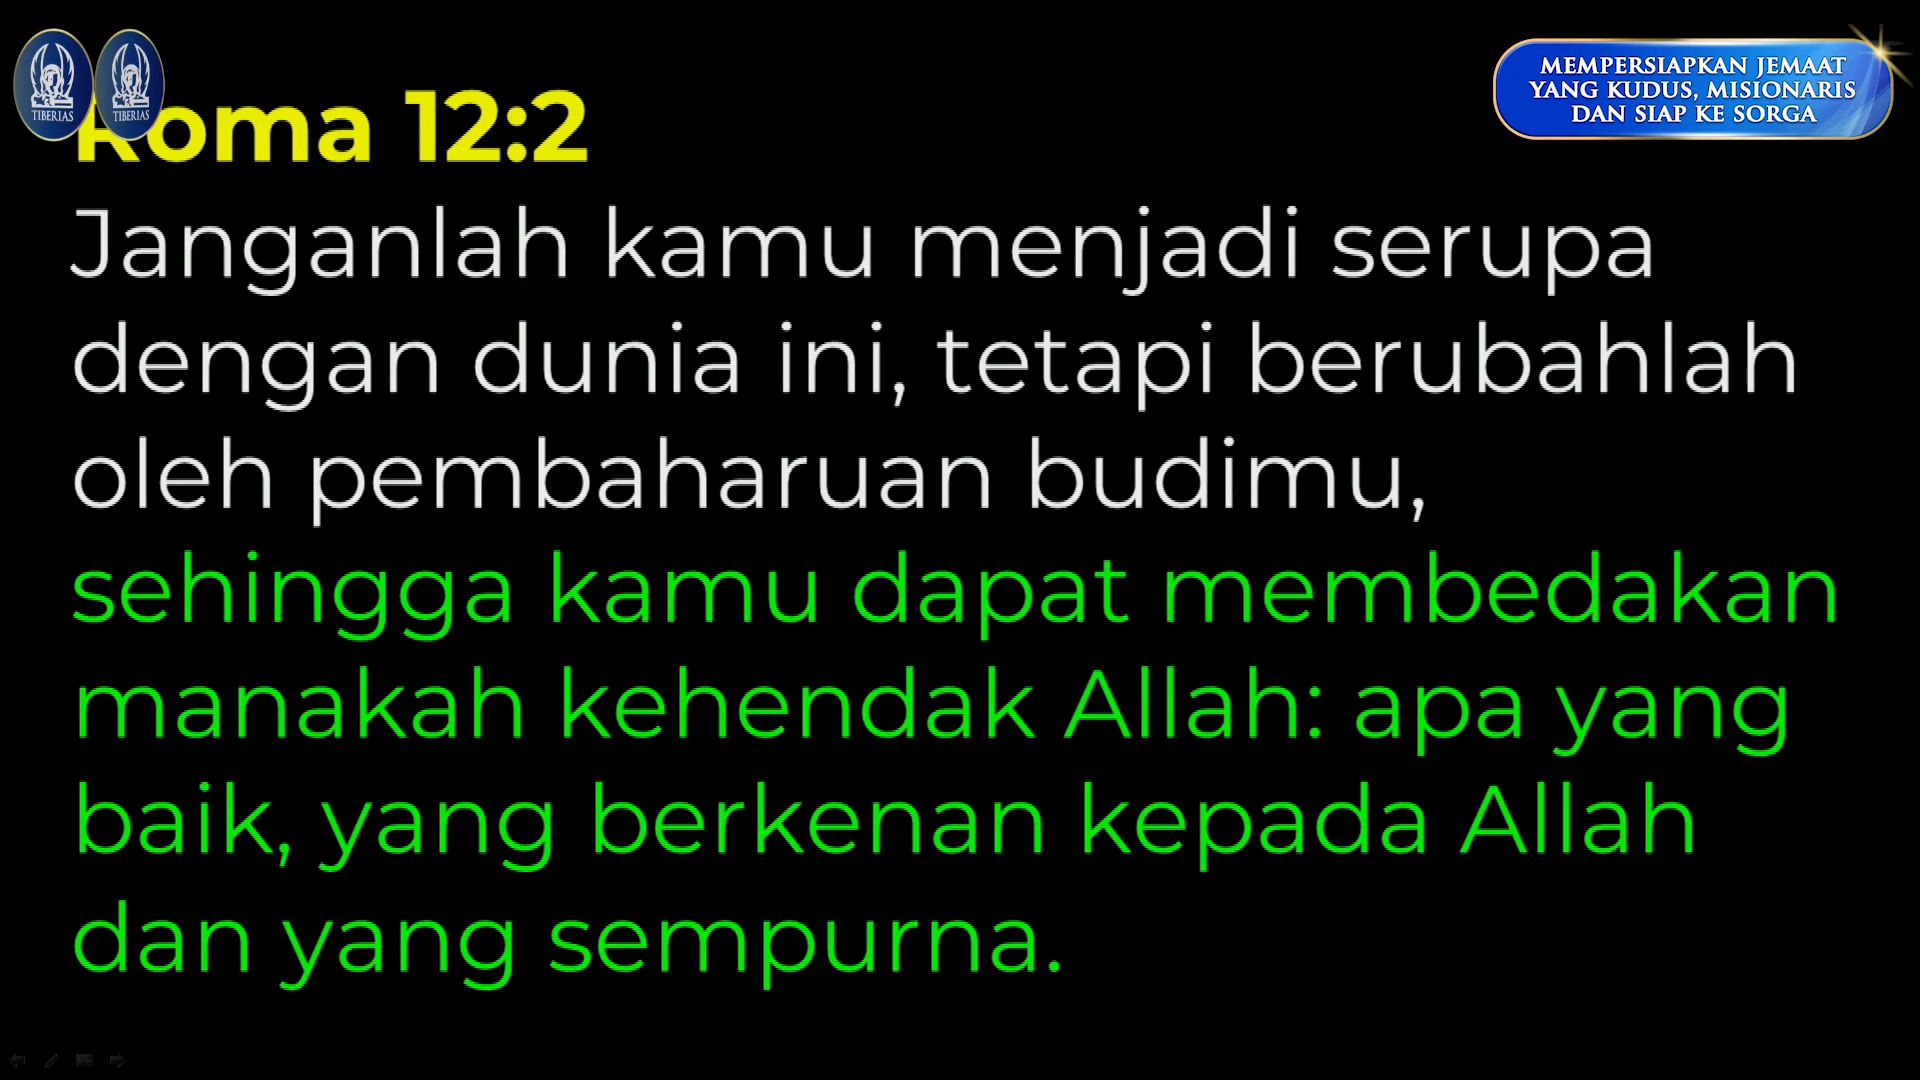 TIBERIAS
TIBERIAS
MEMPERSIAPKAN JEMAAT
YANG KUDUS, MISIONARIS
DAN SIAP KE SORGA
Roma 12:2
Janganlah kamu menjadi serupa
dengan dunia ini, tetapi berubahlah
oleh pembaharuan budimu,
sehingga kamu dapat membedakan
manakah kehendak Allah: apa yang
baik, yang berkenan kepada Allah
dan yang sempurna.